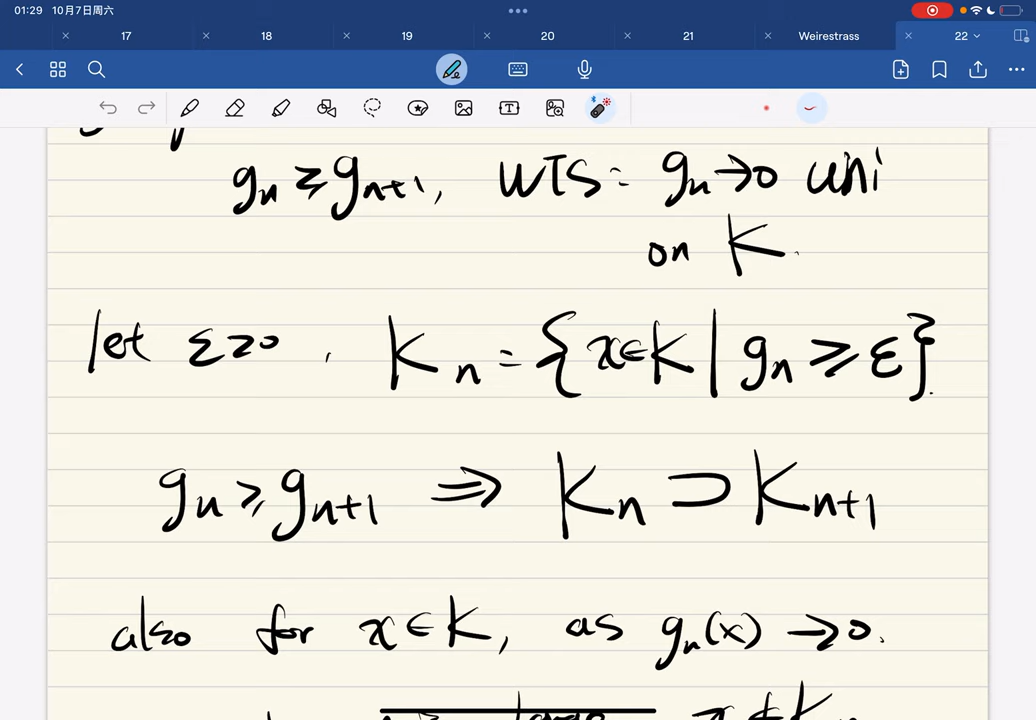 01:29 10月7日周六
17 18 19 20 21 Weirestrass 22
gn ≥ gn+1, WTS: gn → 0 uni
on K.
let ε>0, Kn = {x∈K | gn ≥ ε}.
gn ≥ gn+1 ⇒ Kn ⊃ Kn+1
also for x ∈ K, as gn(x) → 0.
x ∉ Kn